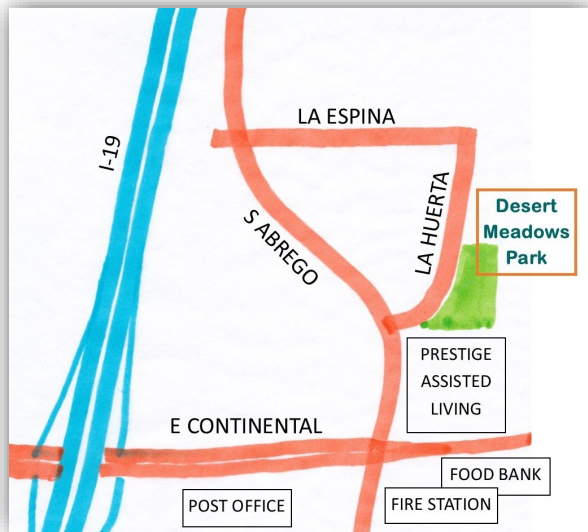 LA ESPINA
I-19
S ABREGO
LA HUERTA
Desert
Meadows
Park
PRESTIGE
ASSISTED
LIVING
E CONTINENTAL
FOOD BANK
POST OFFICE
FIRE STATION